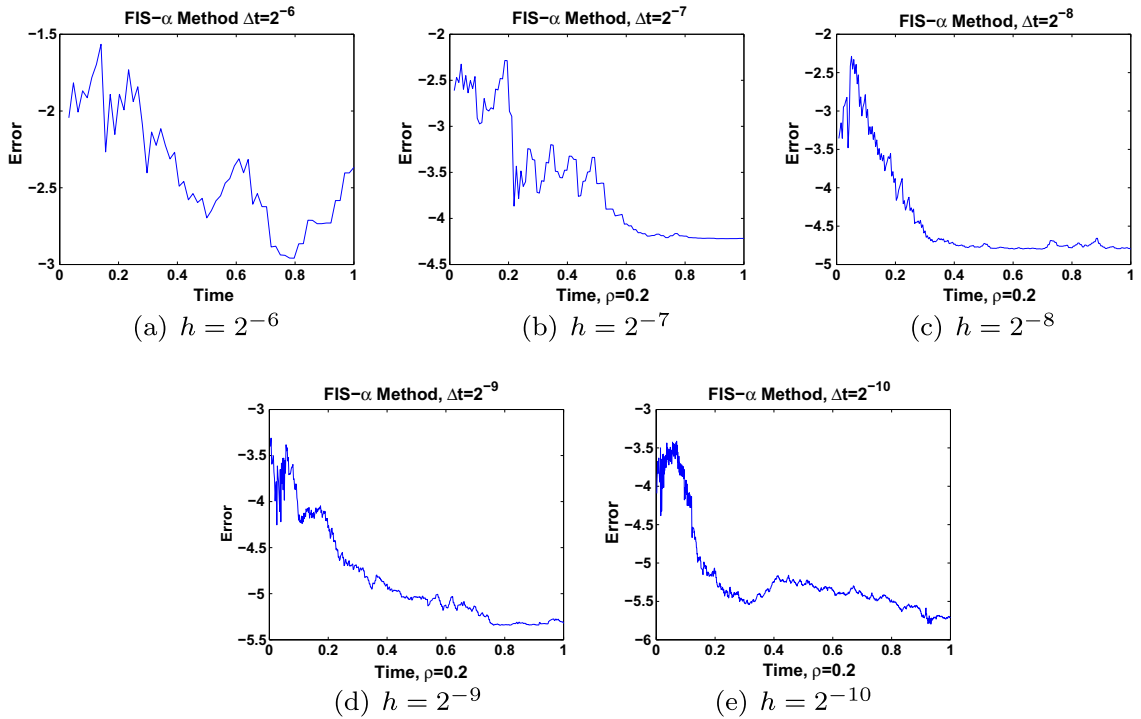 FIS−α Method Δt=2⁻⁶
Error
−1.5
−2
−2.5
−3
0 0.2 0.4 0.6 0.8 1
Time
(a) h = 2⁻⁶
FIS−α Method, Δt=2⁻⁷
Error
−2
−2.5
−3
−3.5
−4
−4.5
0 0.2 0.4 0.6 0.8 1
Time, ρ=0.2
(b) h = 2⁻⁷
FIS−α Method, Δt=2⁻⁸
Error
−2
−2.5
−3
−3.5
−4
−4.5
−5
0 0.2 0.4 0.6 0.8 1
Time, ρ=0.2
(c) h = 2⁻⁸
FIS−α Method, Δt=2⁻⁹
Error
−3
−3.5
−4
−4.5
−5
−5.5
0 0.2 0.4 0.6 0.8 1
Time, ρ=0.2
(d) h = 2⁻⁹
FIS−α Method, Δt=2⁻¹⁰
Error
−3
−3.5
−4
−4.5
−5
−5.5
−6
0 0.2 0.4 0.6 0.8 1
Time, ρ=0.2
(e) h = 2⁻¹⁰